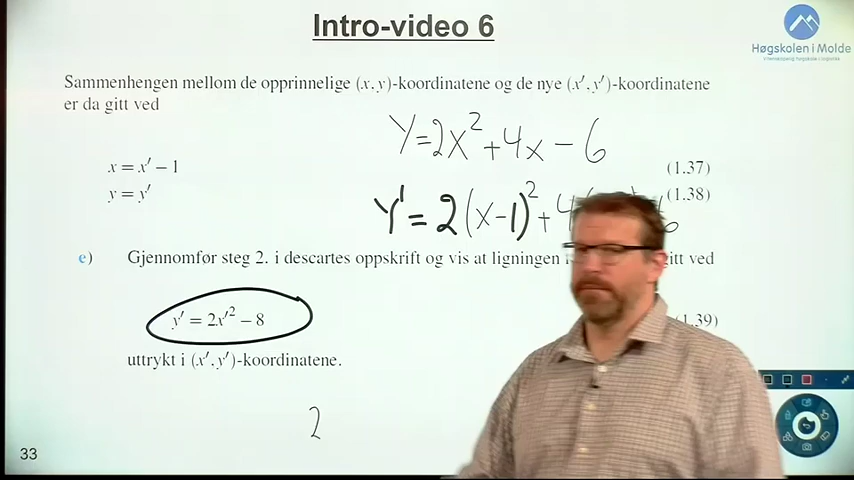 Intro-video 6
Høgskolen i Molde
Sammenhengen mellom de opprinnelige (x, y)-koordinatene og de nye (x′, y′)-koordinatene
er da gitt ved
y=2x²+4x-6
x = x′ − 1 (1.37)
y = y′ (1.38)
y'=2(x-1)²+4
e) Gjennomfør steg 2. i descartes oppskrift og vis at ligningen itt ved
y′ = 2x′² − 8 (1.39)
uttrykt i (x′, y′)-koordinatene.
2
33